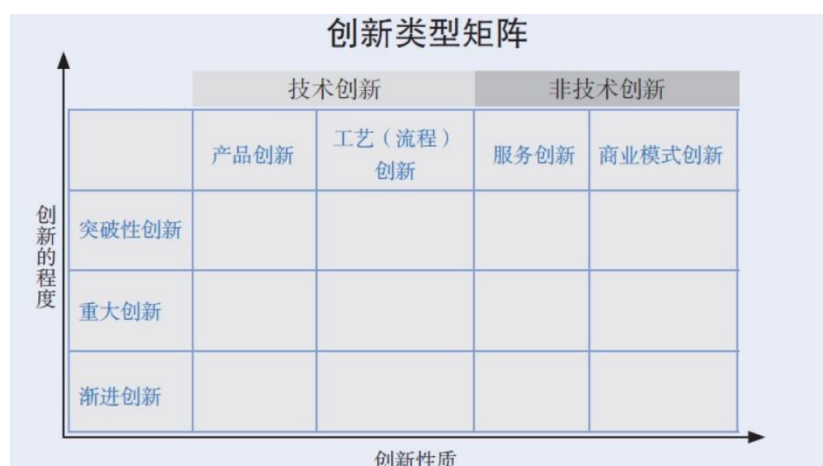 创新类型矩阵
技术创新
非技术创新
产品创新
工艺（流程）
创新
服务创新
商业模式创新
创新的程度
突破性创新
重大创新
渐进创新
创新性质